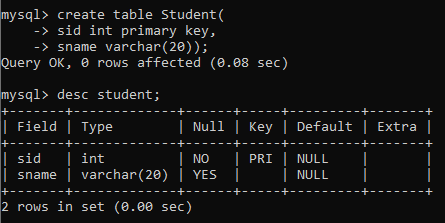 mysql> create table Student(
    -> sid int primary key,
    -> sname varchar(20));
Query OK, 0 rows affected (0.08 sec)

mysql> desc student;
+-------+-------------+------+-----+---------+-------+
| Field | Type        | Null | Key | Default | Extra |
+-------+-------------+------+-----+---------+-------+
| sid   | int         | NO   | PRI | NULL    |       |
| sname | varchar(20) | YES  |     | NULL    |       |
+-------+-------------+------+-----+---------+-------+
2 rows in set (0.00 sec)